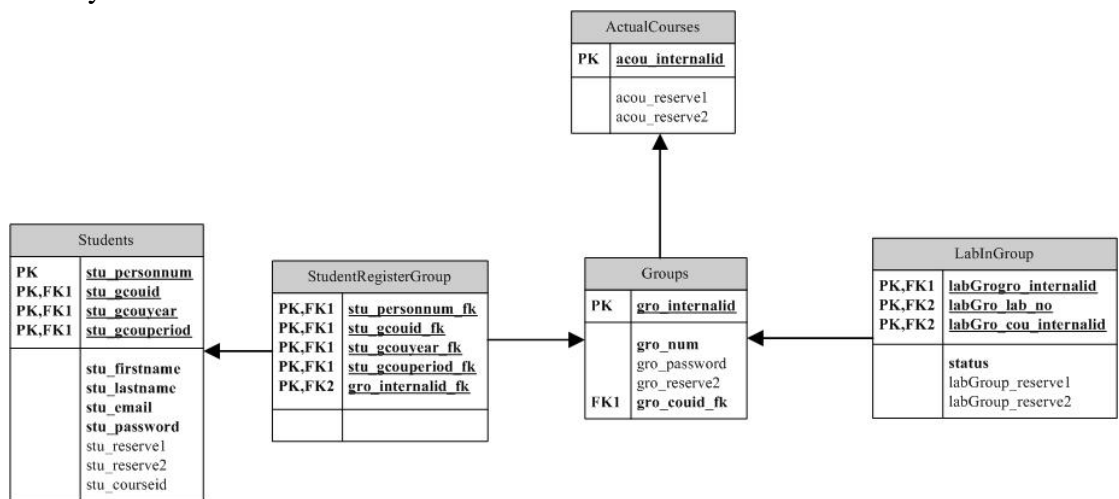 ActualCourses
PK acou_internalid
acou_reserve1
acou_reserve2
Students
PK stu_personnum
PK,FK1 stu_gcouid
PK,FK1 stu_gcouyear
PK,FK1 stu_gcouperiod
stu_firstname
stu_lastname
stu_email
stu_password
stu_reserve1
stu_reserve2
stu_courseid
StudentRegisterGroup
PK,FK1 stu_personnum_fk
PK,FK1 stu_gcouid_fk
PK,FK1 stu_gcouyear_fk
PK,FK1 stu_gcouperiod_fk
PK,FK2 gro_internalid_fk
Groups
PK gro_internalid
gro_num
gro_password
gro_reserve2
FK1 gro_couid_fk
LabInGroup
PK,FK1 labGrogro_internalid
PK,FK2 labGro_lab_no
PK,FK2 labGro_cou_internalid
status
labGroup_reserve1
labGroup_reserve2